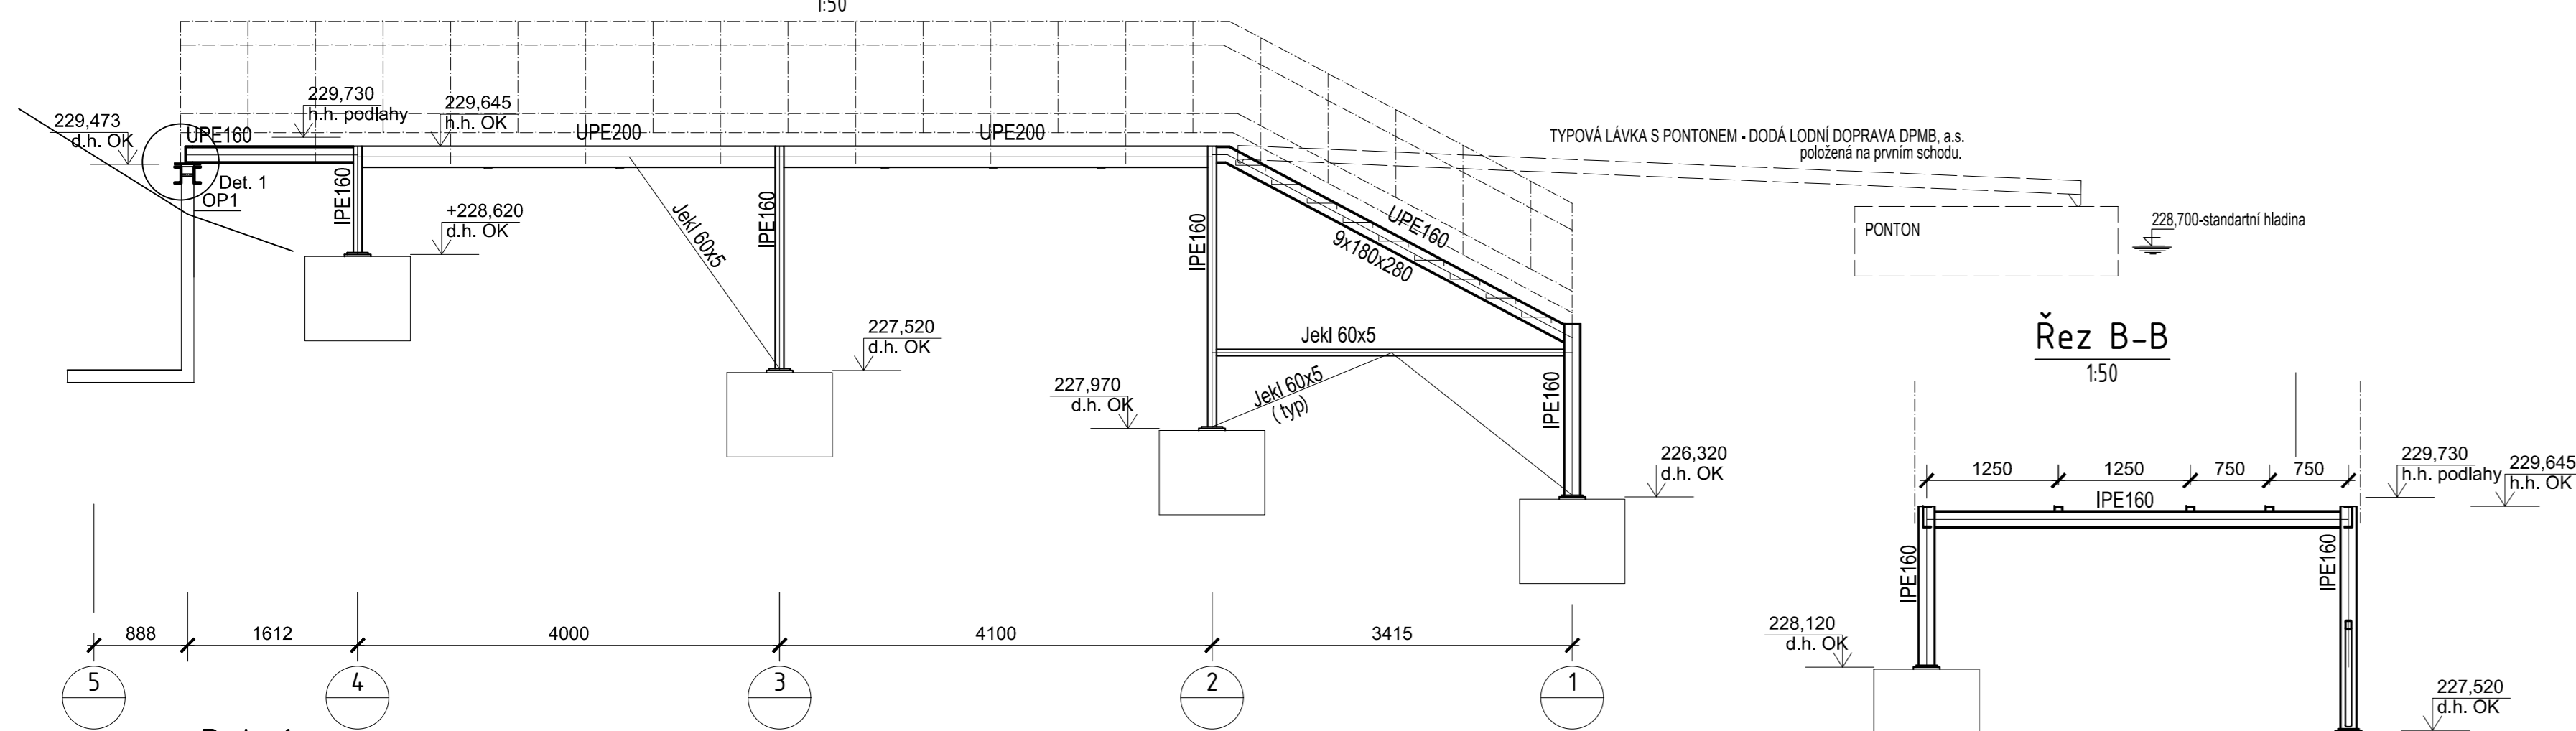 1:50
229,730
h.h. podlahy
229,645
h.h. OK
229,473
d.h. OK
UPE160
UPE200
UPE200
TYPOVÁ LÁVKA S PONTONEM - DODÁ LODNÍ DOPRAVA DPMB, a.s.
položená na prvním schodu.
Det. 1
OP1
IPE160
+228,620
d.h. OK
Jekl 60x5
IPE160
IPE160
UPE160
9x180x280
PONTON
228,700-standartní hladina
227,520
d.h. OK
Jekl 60x5
227,970
d.h. OK
Jekl 60x5
( typ)
IPE160
226,320
d.h. OK
Řez B-B
1:50
1250
1250
750
750
229,730
h.h. podlahy
229,645
h.h. OK
IPE160
IPE160
IPE160
228,120
d.h. OK
227,520
d.h. OK
888
1612
4000
4100
3415
5
4
3
2
1